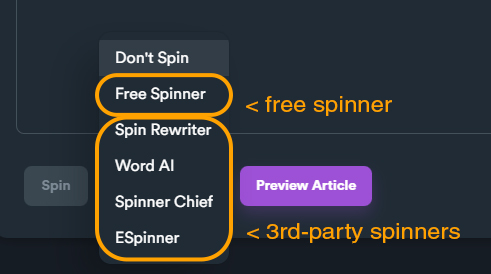 Don't Spin
Free Spinner
< free spinner
Spin Rewriter
Word AI
Spin
Preview Article
Spinner Chief
ESpinner
< 3rd-party spinners